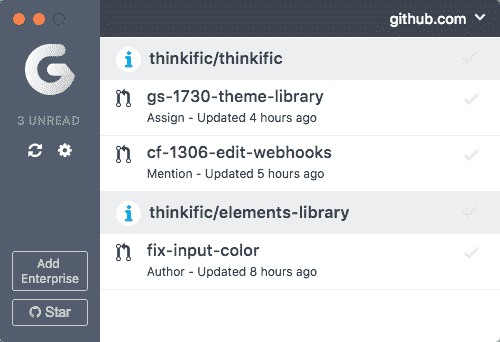 github.com
3 UNREAD
Add
Enterprise
Star
thinkific/thinkific
gs-1730-theme-library
Assign - Updated 4 hours ago
cf-1306-edit-webhooks
Mention - Updated 5 hours ago
thinkific/elements-library
fix-input-color
Author - Updated 8 hours ago